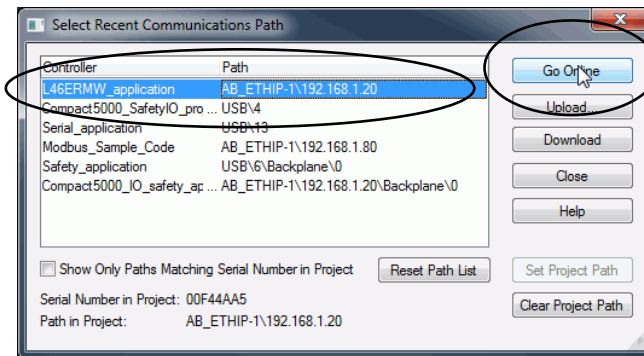 Select Recent Communications Path
Controller Path
L46ERMW_application AB_ETHIP-1\192.168.1.20
Compact5000_SafetyIO_pro ... USB\4
Serial_application USB\13
Modbus_Sample_Code AB_ETHIP-1\192.168.1.80
Safety_application USB\6\Backplane\0
Compact5000_IO_safety_ap ... AB_ETHIP-1\192.168.1.20\Backplane\0
Go Online
Upload...
Download
Close
Help
Show Only Paths Matching Serial Number in Project Reset Path List Set Project Path
Serial Number in Project: 00F44AA5 Clear Project Path
Path in Project: AB_ETHIP-1\192.168.1.20